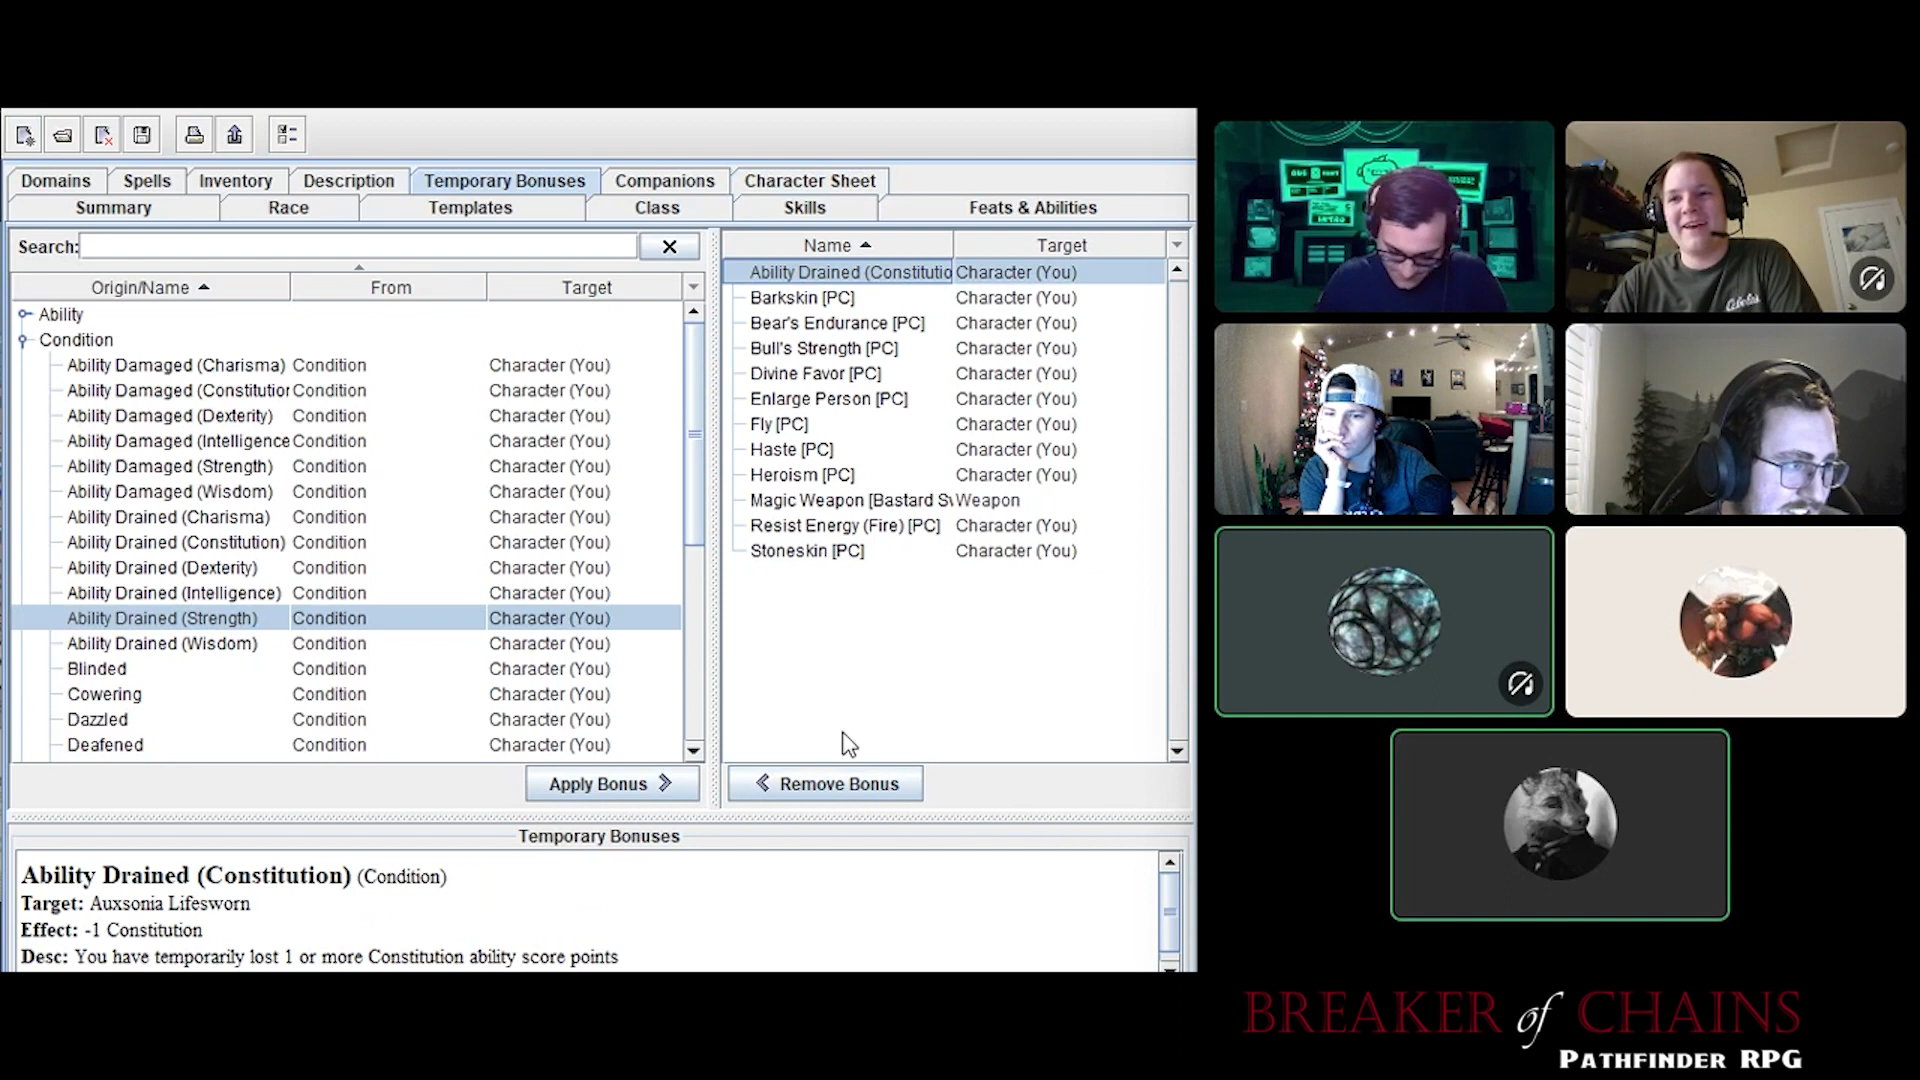 Domains Spells Inventory Description Temporary Bonuses Companions Character Sheet
Summary Race Templates Class Skills Feats & Abilities
Search:
Origin/Name From Target
Ability
Condition
Ability Damaged (Charisma) Condition Character (You)
Ability Damaged (Constitution Condition Character (You)
Ability Damaged (Dexterity) Condition Character (You)
Ability Damaged (Intelligence Condition Character (You)
Ability Damaged (Strength) Condition Character (You)
Ability Damaged (Wisdom) Condition Character (You)
Ability Drained (Charisma) Condition Character (You)
Ability Drained (Constitution) Condition Character (You)
Ability Drained (Dexterity) Condition Character (You)
Ability Drained (Intelligence) Condition Character (You)
Ability Drained (Strength) Condition Character (You)
Ability Drained (Wisdom) Condition Character (You)
Blinded Condition Character (You)
Cowering Condition Character (You)
Dazzled Condition Character (You)
Deafened Condition Character (You)
Apply Bonus
Name Target
Ability Drained (Constitutio Character (You)
Barkskin [PC] Character (You)
Bear's Endurance [PC] Character (You)
Bull's Strength [PC] Character (You)
Divine Favor [PC] Character (You)
Enlarge Person [PC] Character (You)
Fly [PC] Character (You)
Haste [PC] Character (You)
Heroism [PC] Character (You)
Magic Weapon [Bastard Sw Weapon
Resist Energy (Fire) [PC] Character (You)
Stoneskin [PC] Character (You)
Remove Bonus
Temporary Bonuses
Ability Drained (Constitution) (Condition)
Target: Auxsonia Lifesworn
Effect: -1 Constitution
Desc: You have temporarily lost 1 or more Constitution ability score points
BREAKER of CHAINS
PATHFINDER RPG